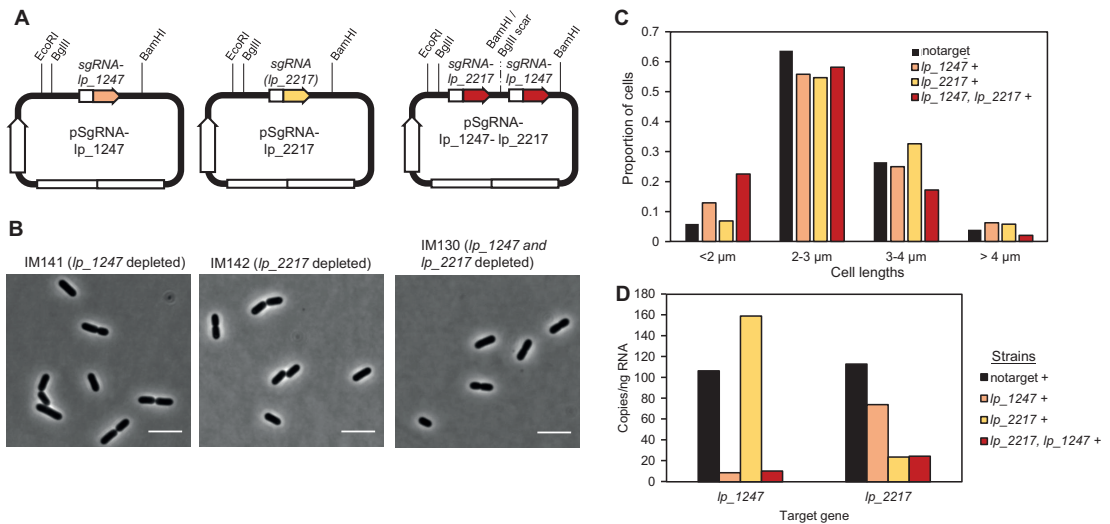 A
EcoRI
BglII
BamHI
sgRNA-
lp_1247
pSgRNA-
lp_1247
EcoRI
BglII
BamHI
sgRNA
(lp_2217)
pSgRNA-
lp_2217
EcoRI
BglII
BamHI /
BglII scar
BamHI
sgRNA-
lp_2217
sgRNA-
lp_1247
pSgRNA-
lp_1247- lp_2217
B
IM141 (lp_1247 depleted)
IM142 (lp_2217 depleted)
IM130 (lp_1247 and
lp_2217 depleted)
C
Proportion of cells
0.7
0.6
0.5
0.4
0.3
0.2
0.1
0
notarget
lp_1247 +
lp_2217 +
lp_1247, lp_2217 +
<2 μm
2-3 μm
3-4 μm
> 4 μm
Cell lengths
D
Copies/ng RNA
180
160
140
120
100
80
60
40
20
0
lp_1247
lp_2217
Target gene
Strains
notarget +
lp_1247 +
lp_2217 +
lp_2217, lp_1247 +